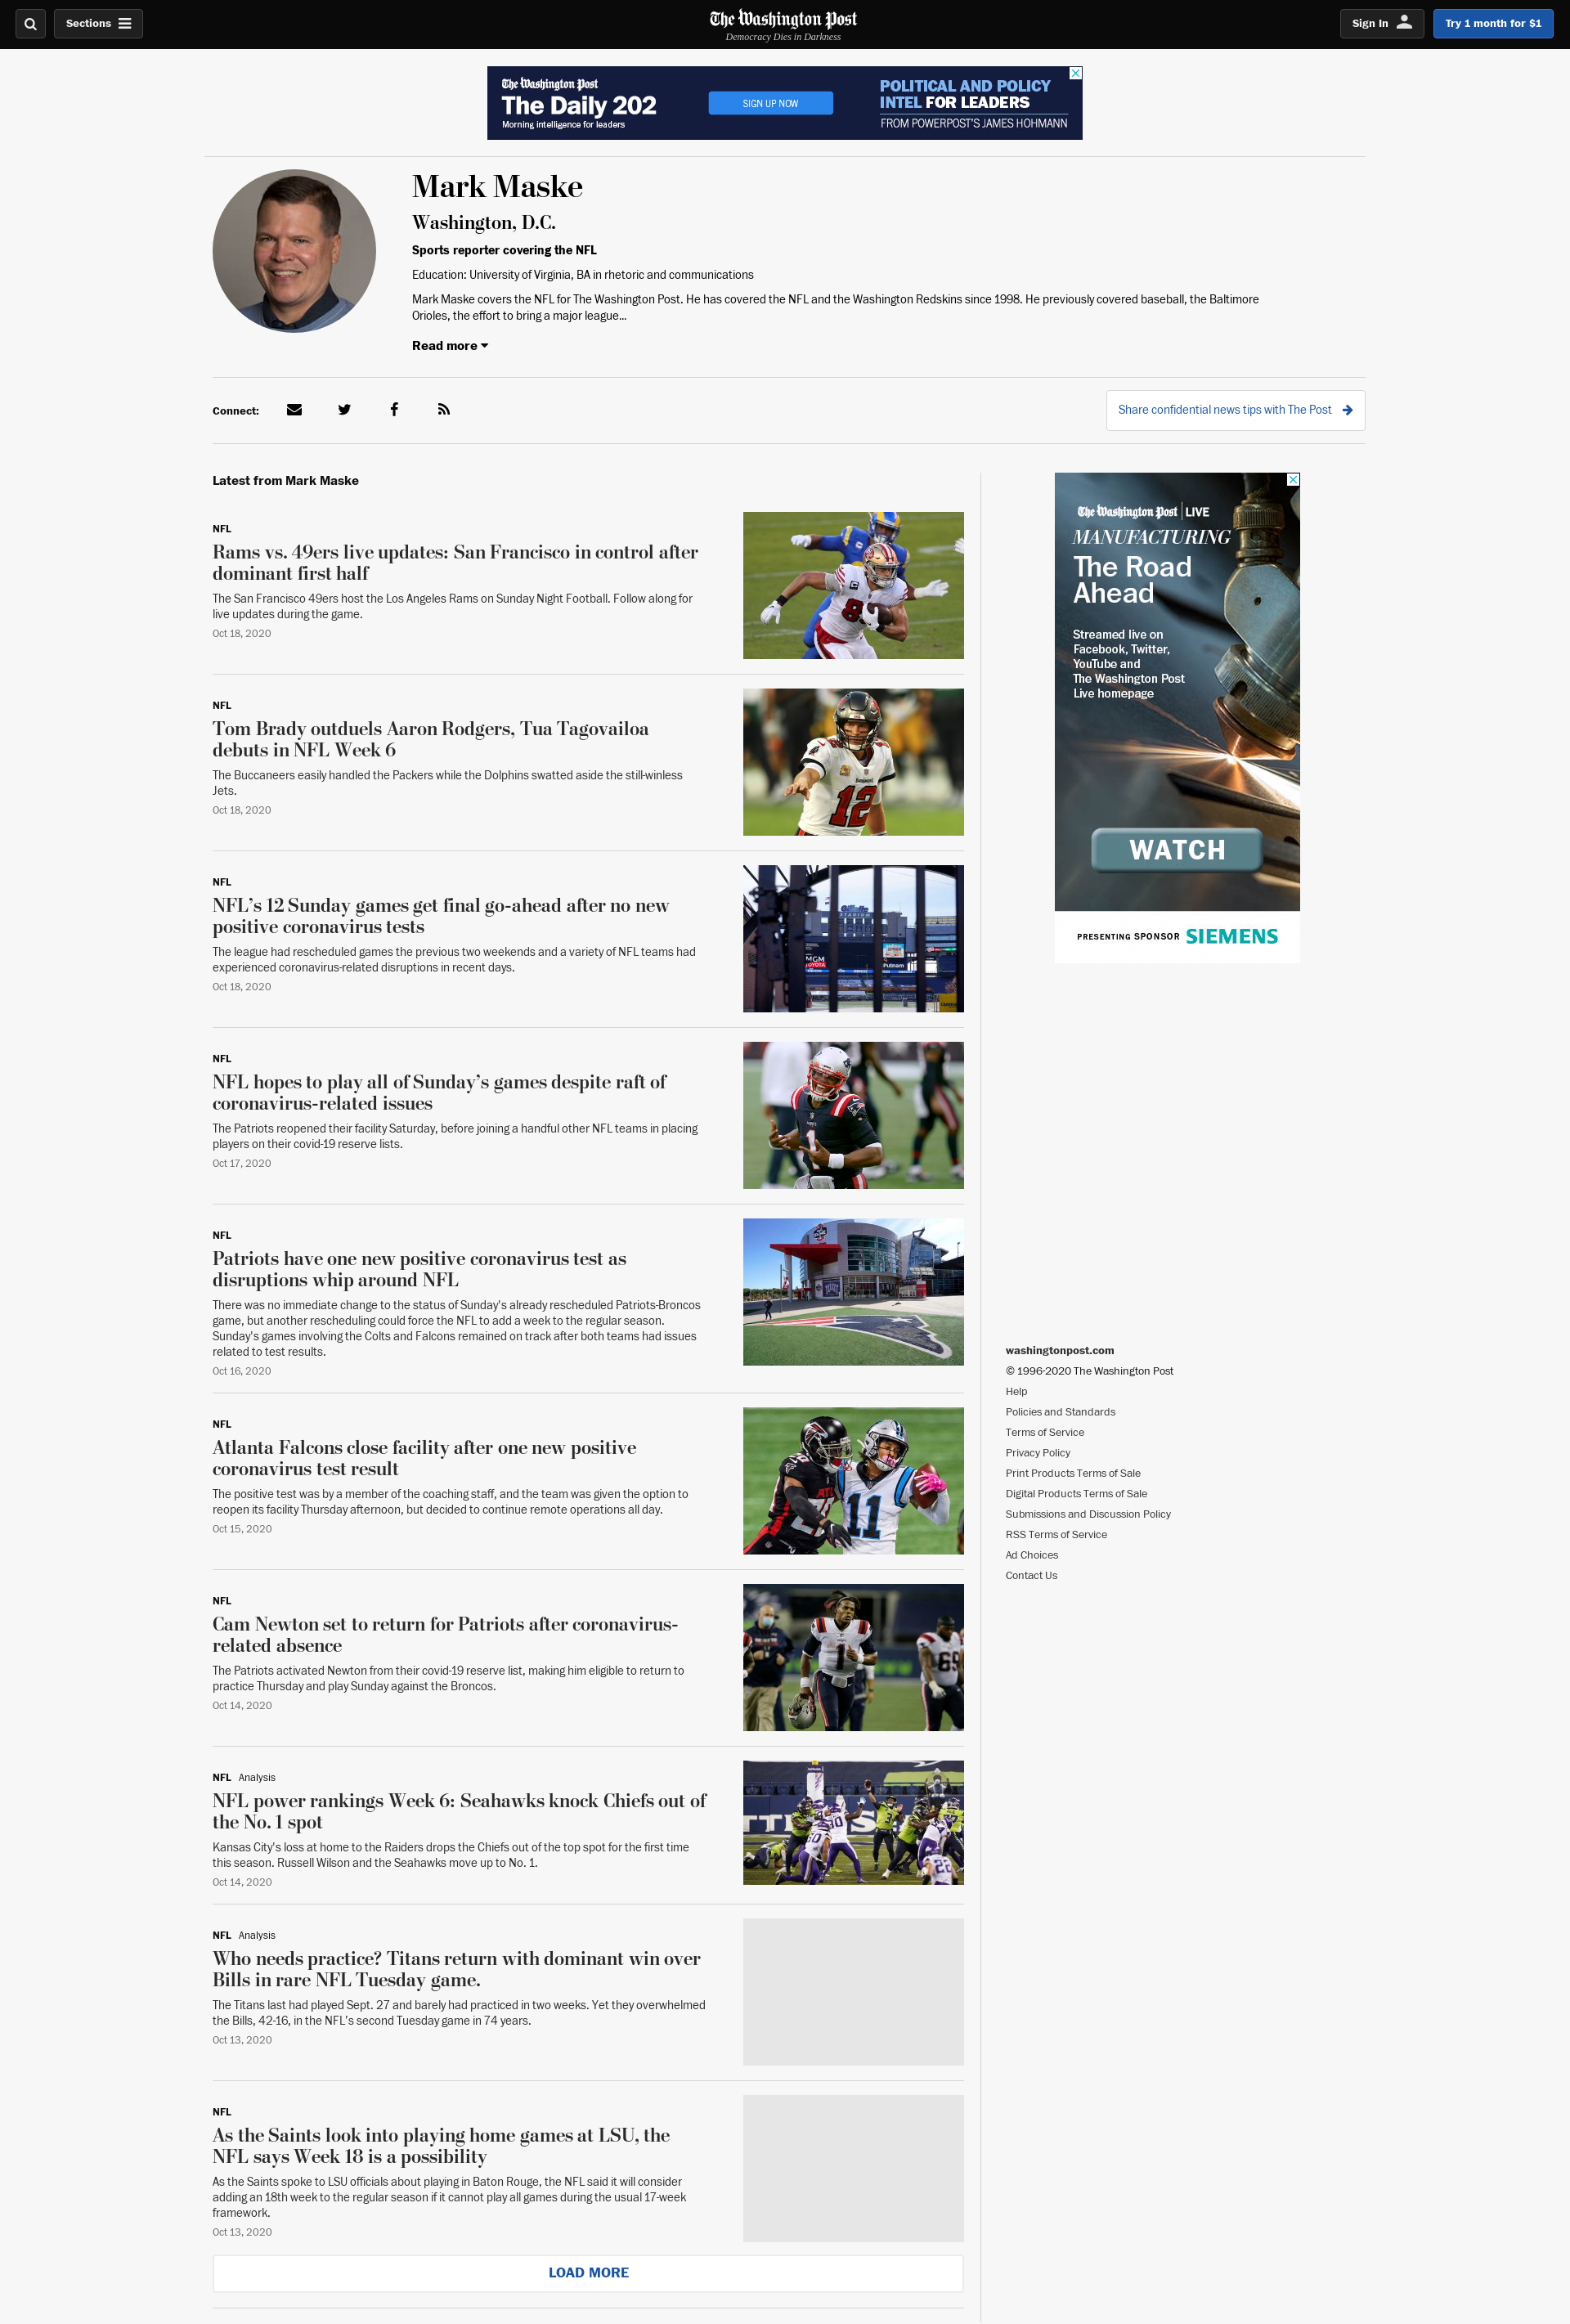 Sections
The Washington Post
Democracy Dies in Darkness
Sign In
Try 1 month for $1
The Washington Post
The Daily 202
Morning intelligence for leaders
SIGN UP NOW
POLITICAL AND POLICY
INTEL FOR LEADERS
FROM POWERPOST'S JAMES HOHMANN
Mark Maske
Washington, D.C.
Sports reporter covering the NFL
Education: University of Virginia, BA in rhetoric and communications
Mark Maske covers the NFL for The Washington Post. He has covered the NFL and the Washington Redskins since 1998. He previously covered baseball, the Baltimore
Orioles, the effort to bring a major league...
Read more
Connect:
Share confidential news tips with The Post
Latest from Mark Maske
NFL
Rams vs. 49ers live updates: San Francisco in control after
dominant first half
The San Francisco 49ers host the Los Angeles Rams on Sunday Night Football. Follow along for
live updates during the game.
Oct 18, 2020
NFL
Tom Brady outduels Aaron Rodgers, Tua Tagovailoa
debuts in NFL Week 6
The Buccaneers easily handled the Packers while the Dolphins swatted aside the still-winless
Jets.
Oct 18, 2020
12
NFL
NFL's 12 Sunday games get final go-ahead after no new
positive coronavirus tests
The league had rescheduled games the previous two weekends and a variety of NFL teams had
experienced coronavirus-related disruptions in recent days.
Oct 18, 2020
Gillette
STADIUM
MGM
TOYOTA
Putnam
NFL
NFL hopes to play all of Sunday's games despite raft of
coronavirus-related issues
The Patriots reopened their facility Saturday, before joining a handful other NFL teams in placing
players on their covid-19 reserve lists.
Oct 17, 2020
1
NFL
Patriots have one new positive coronavirus test as
disruptions whip around NFL
There was no immediate change to the status of Sunday's already rescheduled Patriots-Broncos
game, but another rescheduling could force the NFL to add a week to the regular season.
Sunday's games involving the Colts and Falcons remained on track after both teams had issues
related to test results.
Oct 16, 2020
NFL
Atlanta Falcons close facility after one new positive
coronavirus test result
The positive test was by a member of the coaching staff, and the team was given the option to
reopen its facility Thursday afternoon, but decided to continue remote operations all day.
Oct 15, 2020
11
NFL
Cam Newton set to return for Patriots after coronavirus-
related absence
The Patriots activated Newton from their covid-19 reserve list, making him eligible to return to
practice Thursday and play Sunday against the Broncos.
Oct 14, 2020
1
NFL Analysis
NFL power rankings Week 6: Seahawks knock Chiefs out of
the No. 1 spot
Kansas City's loss at home to the Raiders drops the Chiefs out of the top spot for the first time
this season. Russell Wilson and the Seahawks move up to No. 1.
Oct 14, 2020
3
22
NFL Analysis
Who needs practice? Titans return with dominant win over
Bills in rare NFL Tuesday game.
The Titans last had played Sept. 27 and barely had practiced in two weeks. Yet they overwhelmed
the Bills, 42-16, in the NFL's second Tuesday game in 74 years.
Oct 13, 2020
NFL
As the Saints look into playing home games at LSU, the
NFL says Week 18 is a possibility
As the Saints spoke to LSU officials about playing in Baton Rouge, the NFL said it will consider
adding an 18th week to the regular season if it cannot play all games during the usual 17-week
framework.
Oct 13, 2020
LOAD MORE
The Washington Post LIVE
MANUFACTURING
The Road
Ahead
Streamed live on
Facebook, Twitter,
YouTube and
The Washington Post
Live homepage
WATCH
PRESENTING SPONSOR SIEMENS
washingtonpost.com
© 1996-2020 The Washington Post
Help
Policies and Standards
Terms of Service
Privacy Policy
Print Products Terms of Sale
Digital Products Terms of Sale
Submissions and Discussion Policy
RSS Terms of Service
Ad Choices
Contact Us